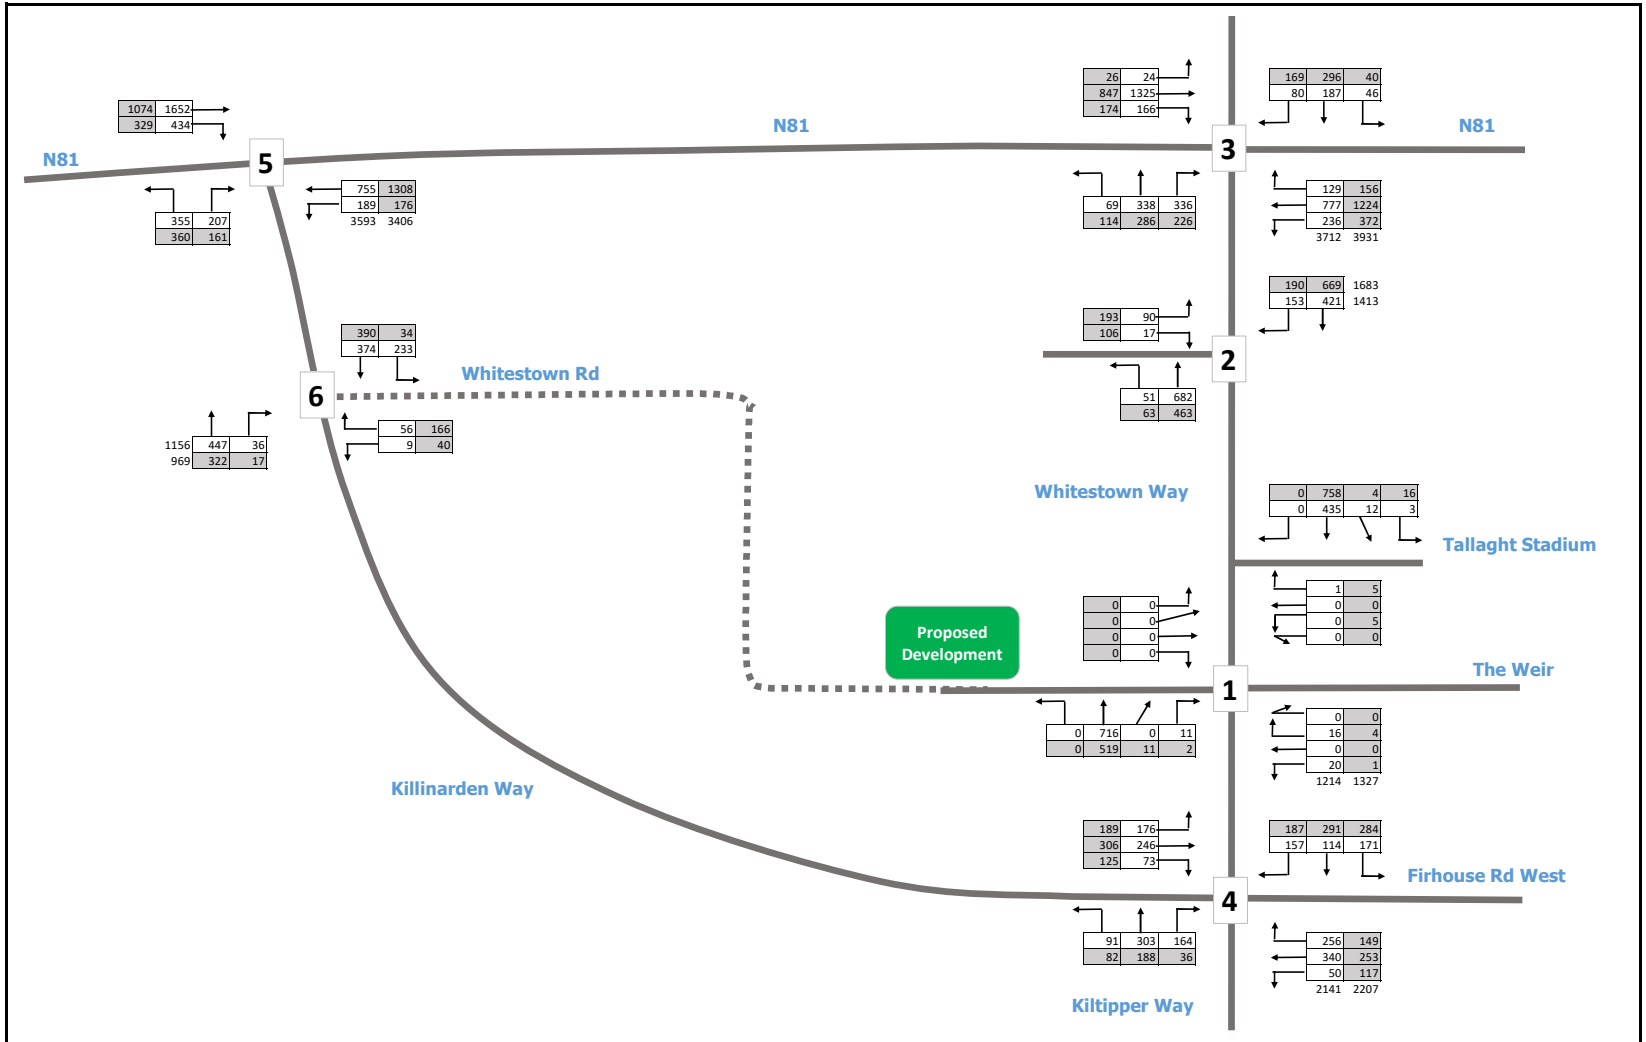 26 24
847 1325
174 166
169 296 40
80 187 46
1074 1652
329 434
N81
N81
N81
5
3
755 1308
189 176
3593 3406
355 207
360 161
69 338 336
114 286 226
129 156
777 1224
236 372
3712 3931
190 669 1683
153 421 1413
193 90
106 17
2
390 34
374 233
Whitestown Rd
6
51 682
63 463
56 166
9 40
1156 447 36
969 322 17
Whitestown Way
0 758 4 16
0 435 12 3
Tallaght Stadium
1 5
0 0
0 5
0 0
0 0
0 0
0 0
0 0
Proposed
Development
The Weir
1
0 716 0 11
0 519 11 2
0 0
16 4
0 0
20 1
1214 1327
Killinarden Way
189 176
306 246
125 73
187 291 284
157 114 171
Firhouse Rd West
4
91 303 164
82 188 36
256 149
340 253
50 117
2141 2207
Kiltipper Way